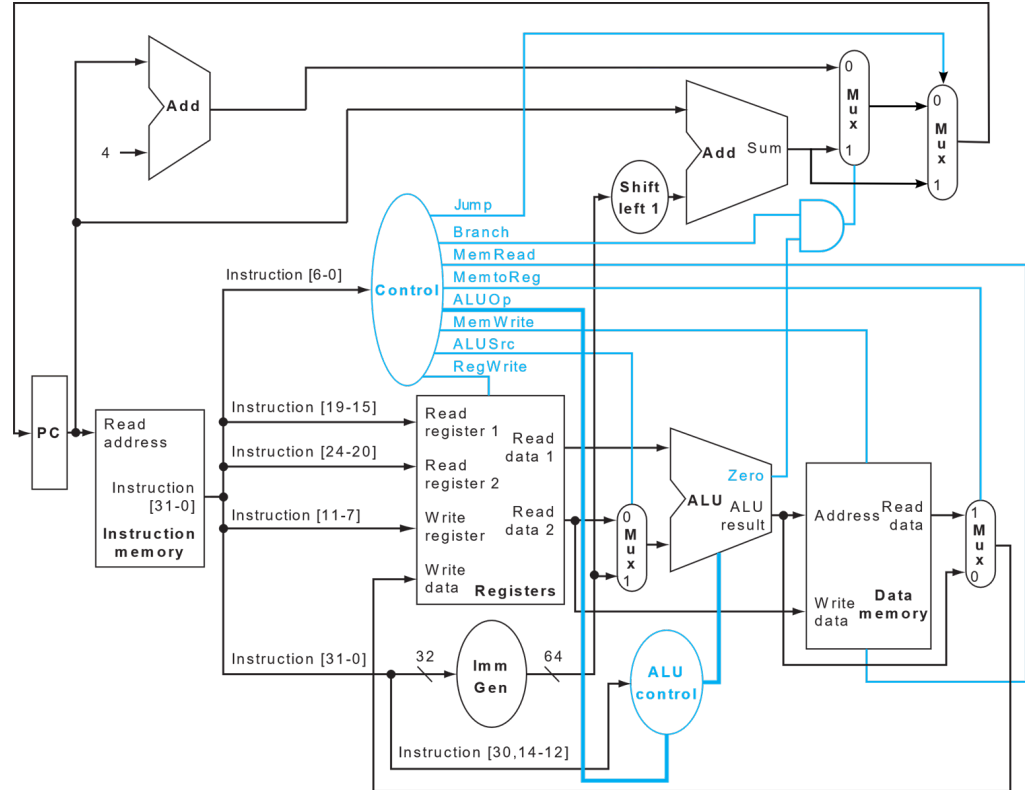 Add
4
0
Mux
1
0
Mux
1
Add
Sum
Shift
left 1
Jump
Branch
MemRead
MemtoReg
ALUOp
MemWrite
ALUSrc
RegWrite
Control
Instruction [6-0]
PC
Read
address
Instruction
[31-0]
Instruction
memory
Instruction [19-15]
Instruction [24-20]
Instruction [11-7]
Instruction [31-0]
Read
register 1
Read
register 2
Write
register
Write
data
Read
data 1
Read
data 2
Registers
0
Mux
1
Zero
ALU
ALU
result
Address
Read
data
Write
data
Data
memory
1
Mux
0
32
Imm
Gen
64
ALU
control
Instruction [30,14-12]